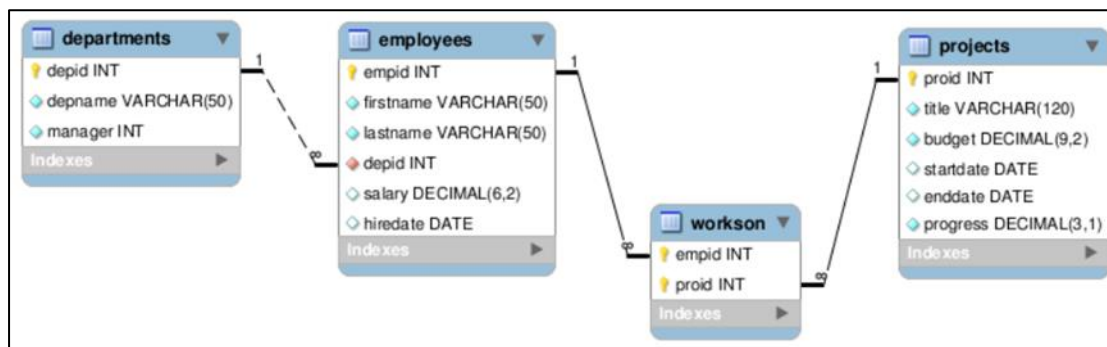 departments
depid INT
depname VARCHAR(50)
manager INT
Indexes
1
∞
employees
empid INT
firstname VARCHAR(50)
lastname VARCHAR(50)
depid INT
salary DECIMAL(6,2)
hiredate DATE
Indexes
1
∞
workson
empid INT
proid INT
Indexes
∞
1
projects
proid INT
title VARCHAR(120)
budget DECIMAL(9,2)
startdate DATE
enddate DATE
progress DECIMAL(3,1)
Indexes